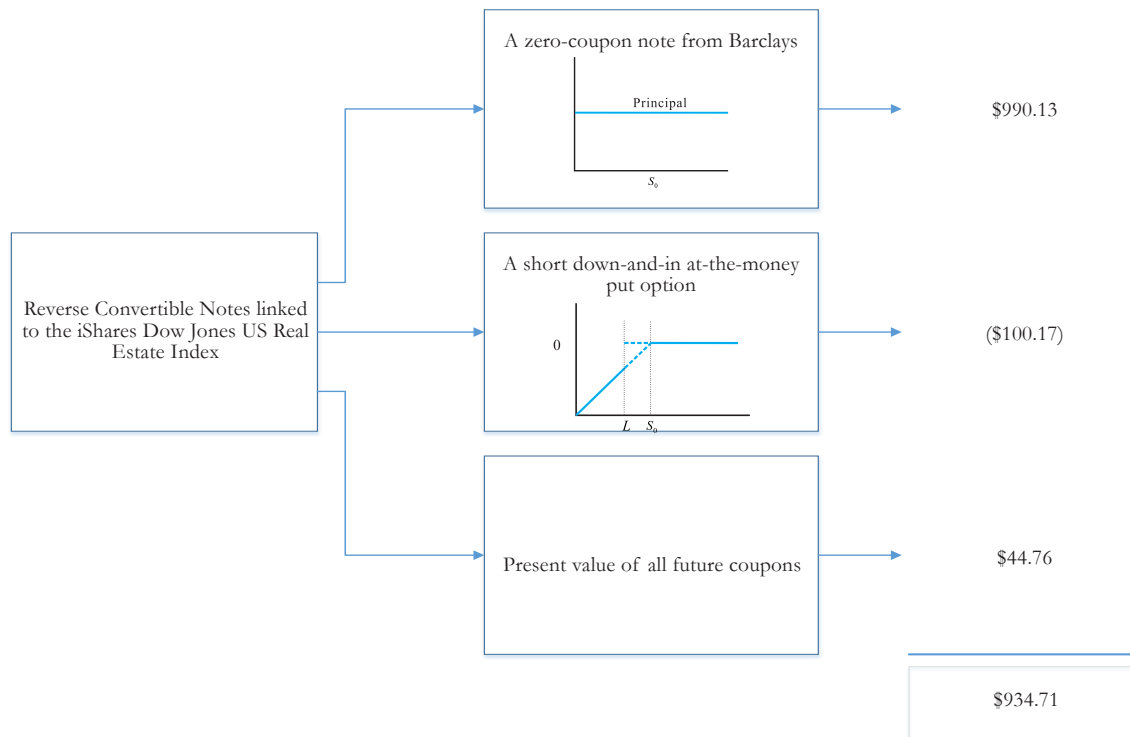 A zero-coupon note from Barclays
Principal
S₀
$990.13
Reverse Convertible Notes linked
to the iShares Dow Jones US Real
Estate Index
A short down-and-in at-the-money
put option
0
L S₀
($100.17)
Present value of all future coupons
$44.76
$934.71